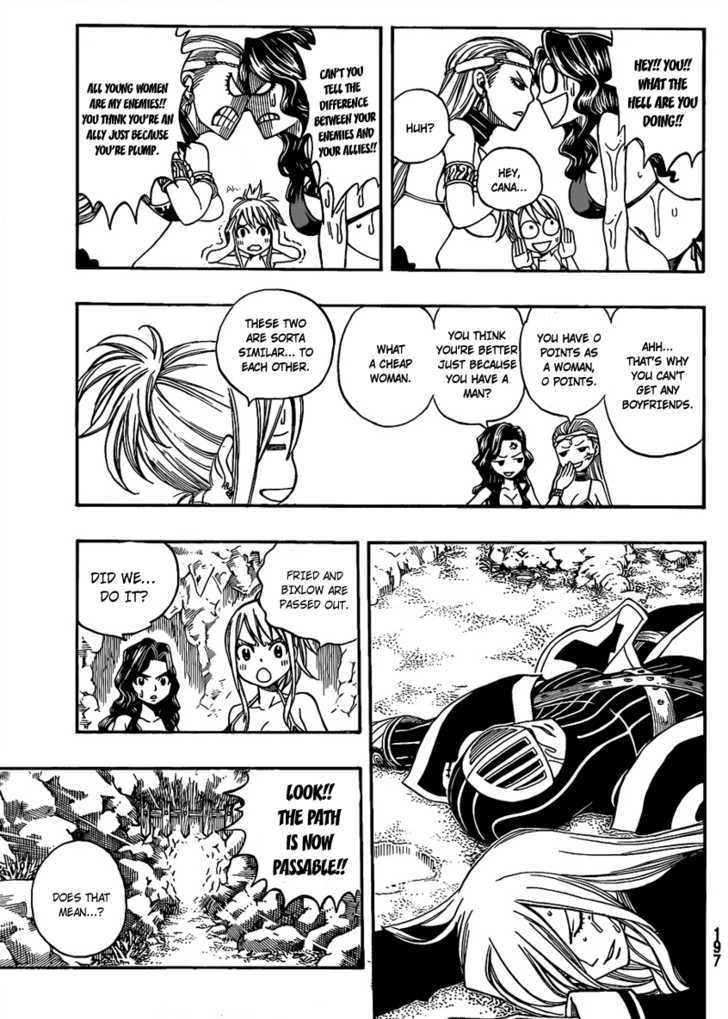 HEY!! YOU!!
WHAT THE
HELL ARE YOU
DOING!!
HUH?
HEY,
CANA...
CAN'T YOU
TELL THE
DIFFERENCE
BETWEEN YOUR
ENEMIES AND
YOUR ALLIES!!
ALL YOUNG WOMEN
ARE MY ENEMIES!!
YOU THINK YOU'RE AN
ALLY JUST BECAUSE
YOU'RE PLUMP.
AHH...
THAT'S WHY
YOU CAN'T
GET ANY
BOYFRIENDS.
YOU HAVE 0
POINTS AS
A WOMAN,
0 POINTS.
YOU THINK
YOU'RE BETTER
JUST BECAUSE
YOU HAVE A
MAN?
WHAT
A CHEAP
WOMAN.
THESE TWO
ARE SORTA
SIMILAR... TO
EACH OTHER.
FRIED AND
BIXLOW ARE
PASSED OUT.
DID WE...
DO IT?
LOOK!!
THE PATH
IS NOW
PASSABLE!!
DOES THAT
MEAN...?
197